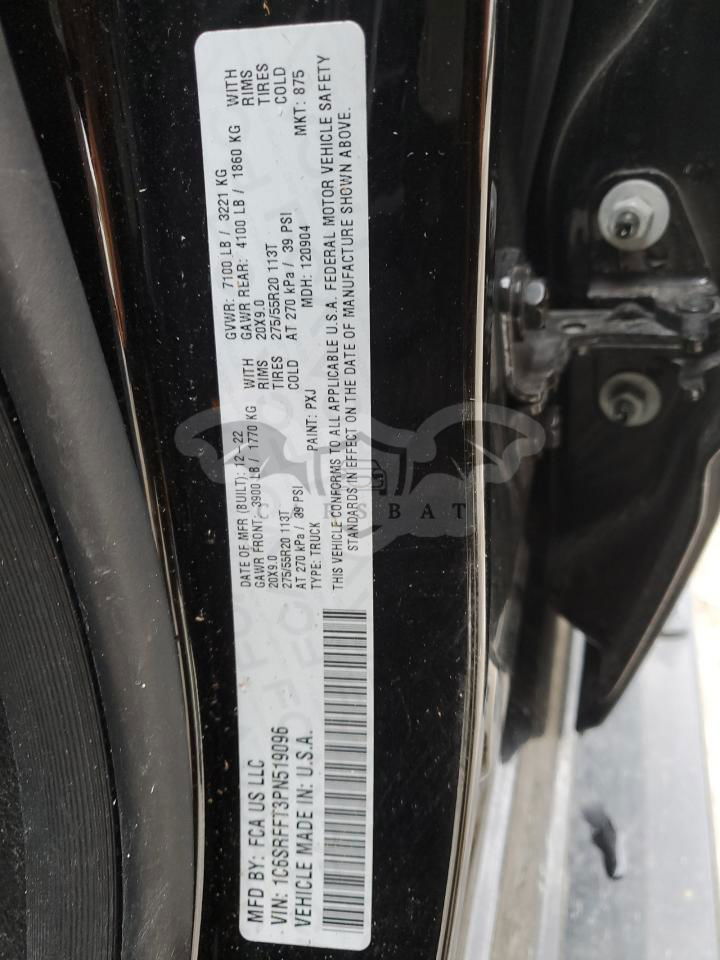 MFD BY: FCA US LLC
DATE OF MFR (BUILT): 12 -22
GVWR: 7100 LB / 3221 KG
GAWR FRONT: 3900 LB / 1770 KG WITH
GAWR REAR: 4100 LB / 1860 KG WITH
20X9.0 RIMS
20X9.0 RIMS
275/55R20 113T TIRES
275/55R20 113T TIRES
AT 270 kPa / 39 PSI COLD
AT 270 kPa / 39 PSI COLD
VIN: 1C6SRFFT3PN519096
TYPE: TRUCK PAINT: PXJ MDH: 120904 MKT: 875
VEHICLE MADE IN: U.S.A.
THIS VEHICLE CONFORMS TO ALL APPLICABLE U.S.A. FEDERAL MOTOR VEHICLE SAFETY
STANDARDS IN EFFECT ON THE DATE OF MANUFACTURE SHOWN ABOVE.